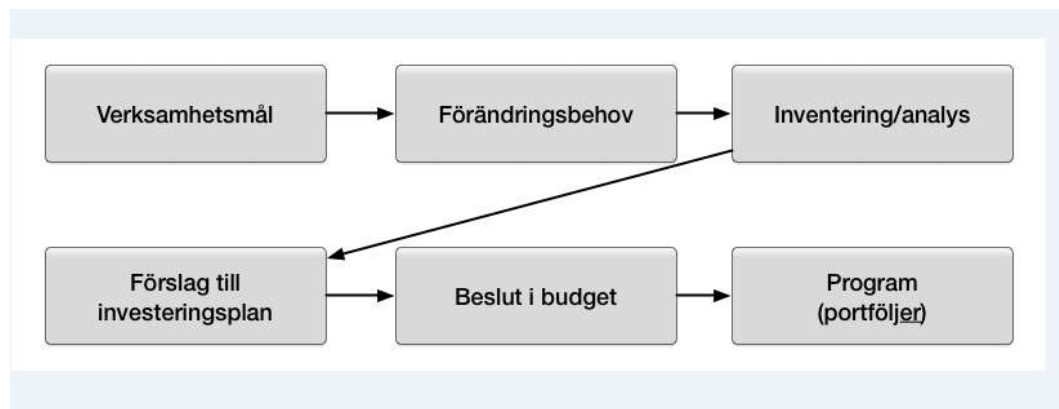 Verksamhetsmål
Förändringsbehov
Inventering/analys
Förslag till
investeringsplan
Beslut i budget
Program
(portföljer)